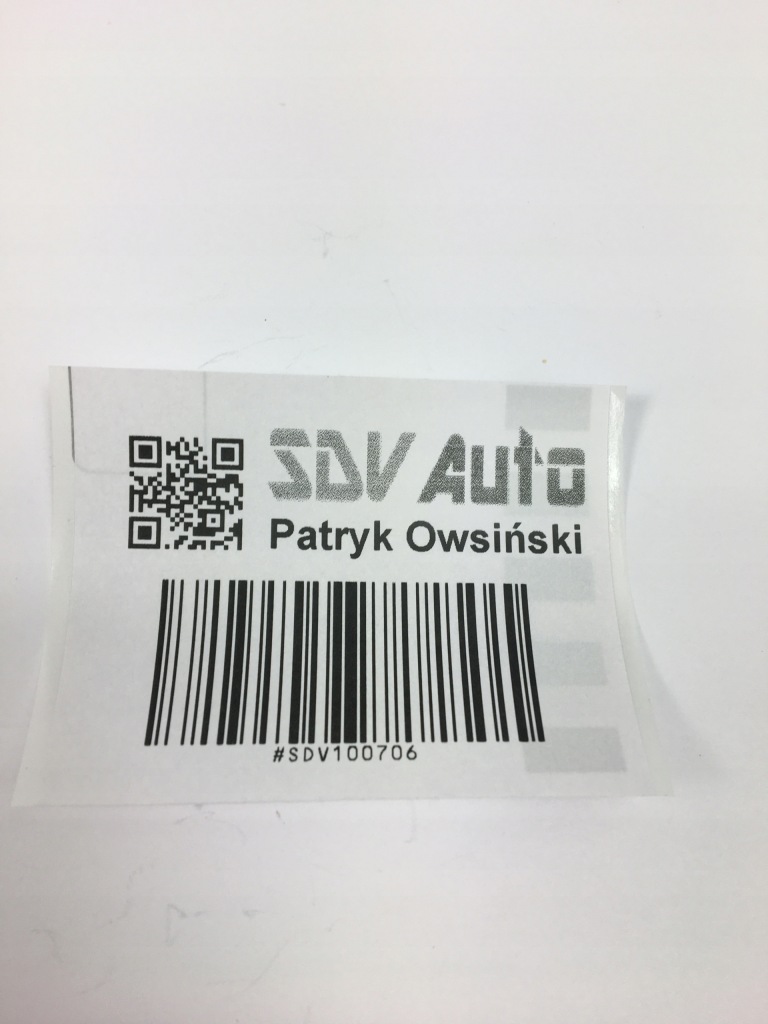 SDV Auto
Patryk Owsiński
#SDV100706